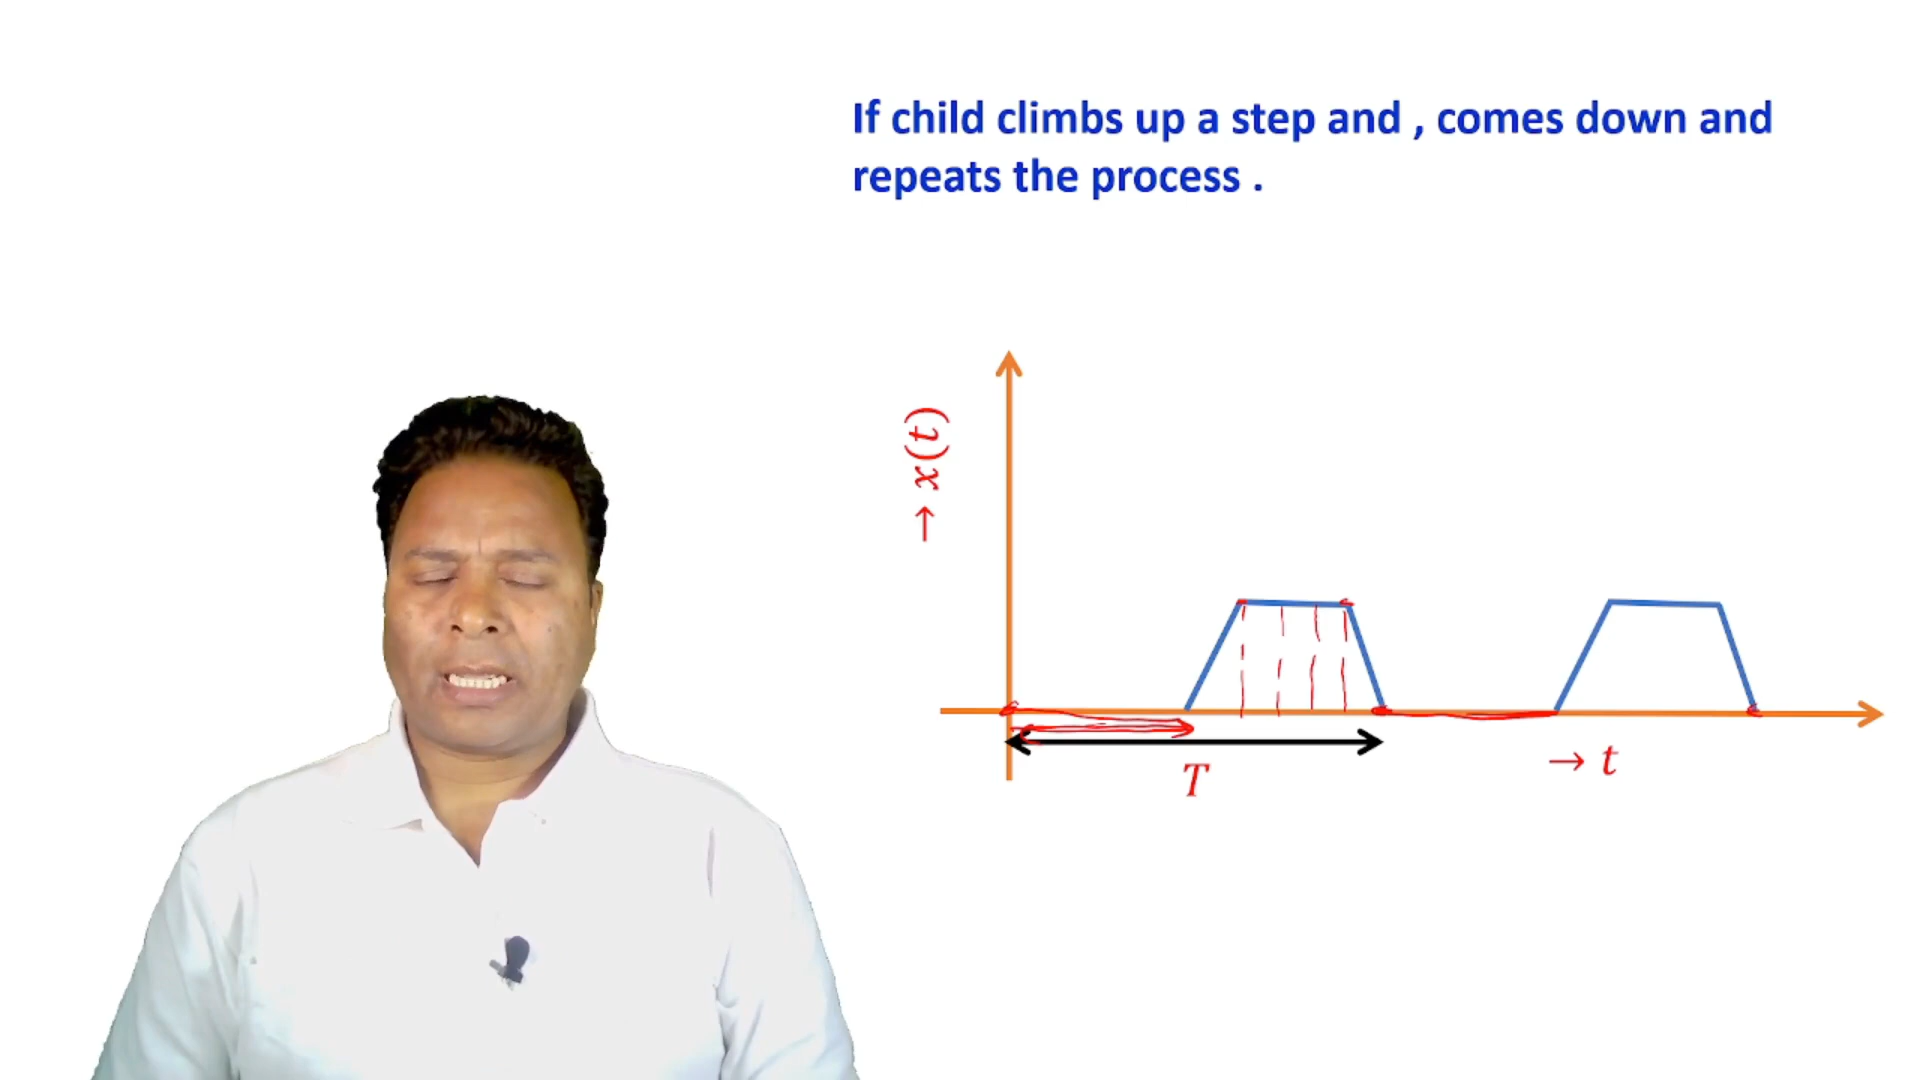 If child climbs up a step and , comes down and
repeats the process .
→ x(t)
T
→ t